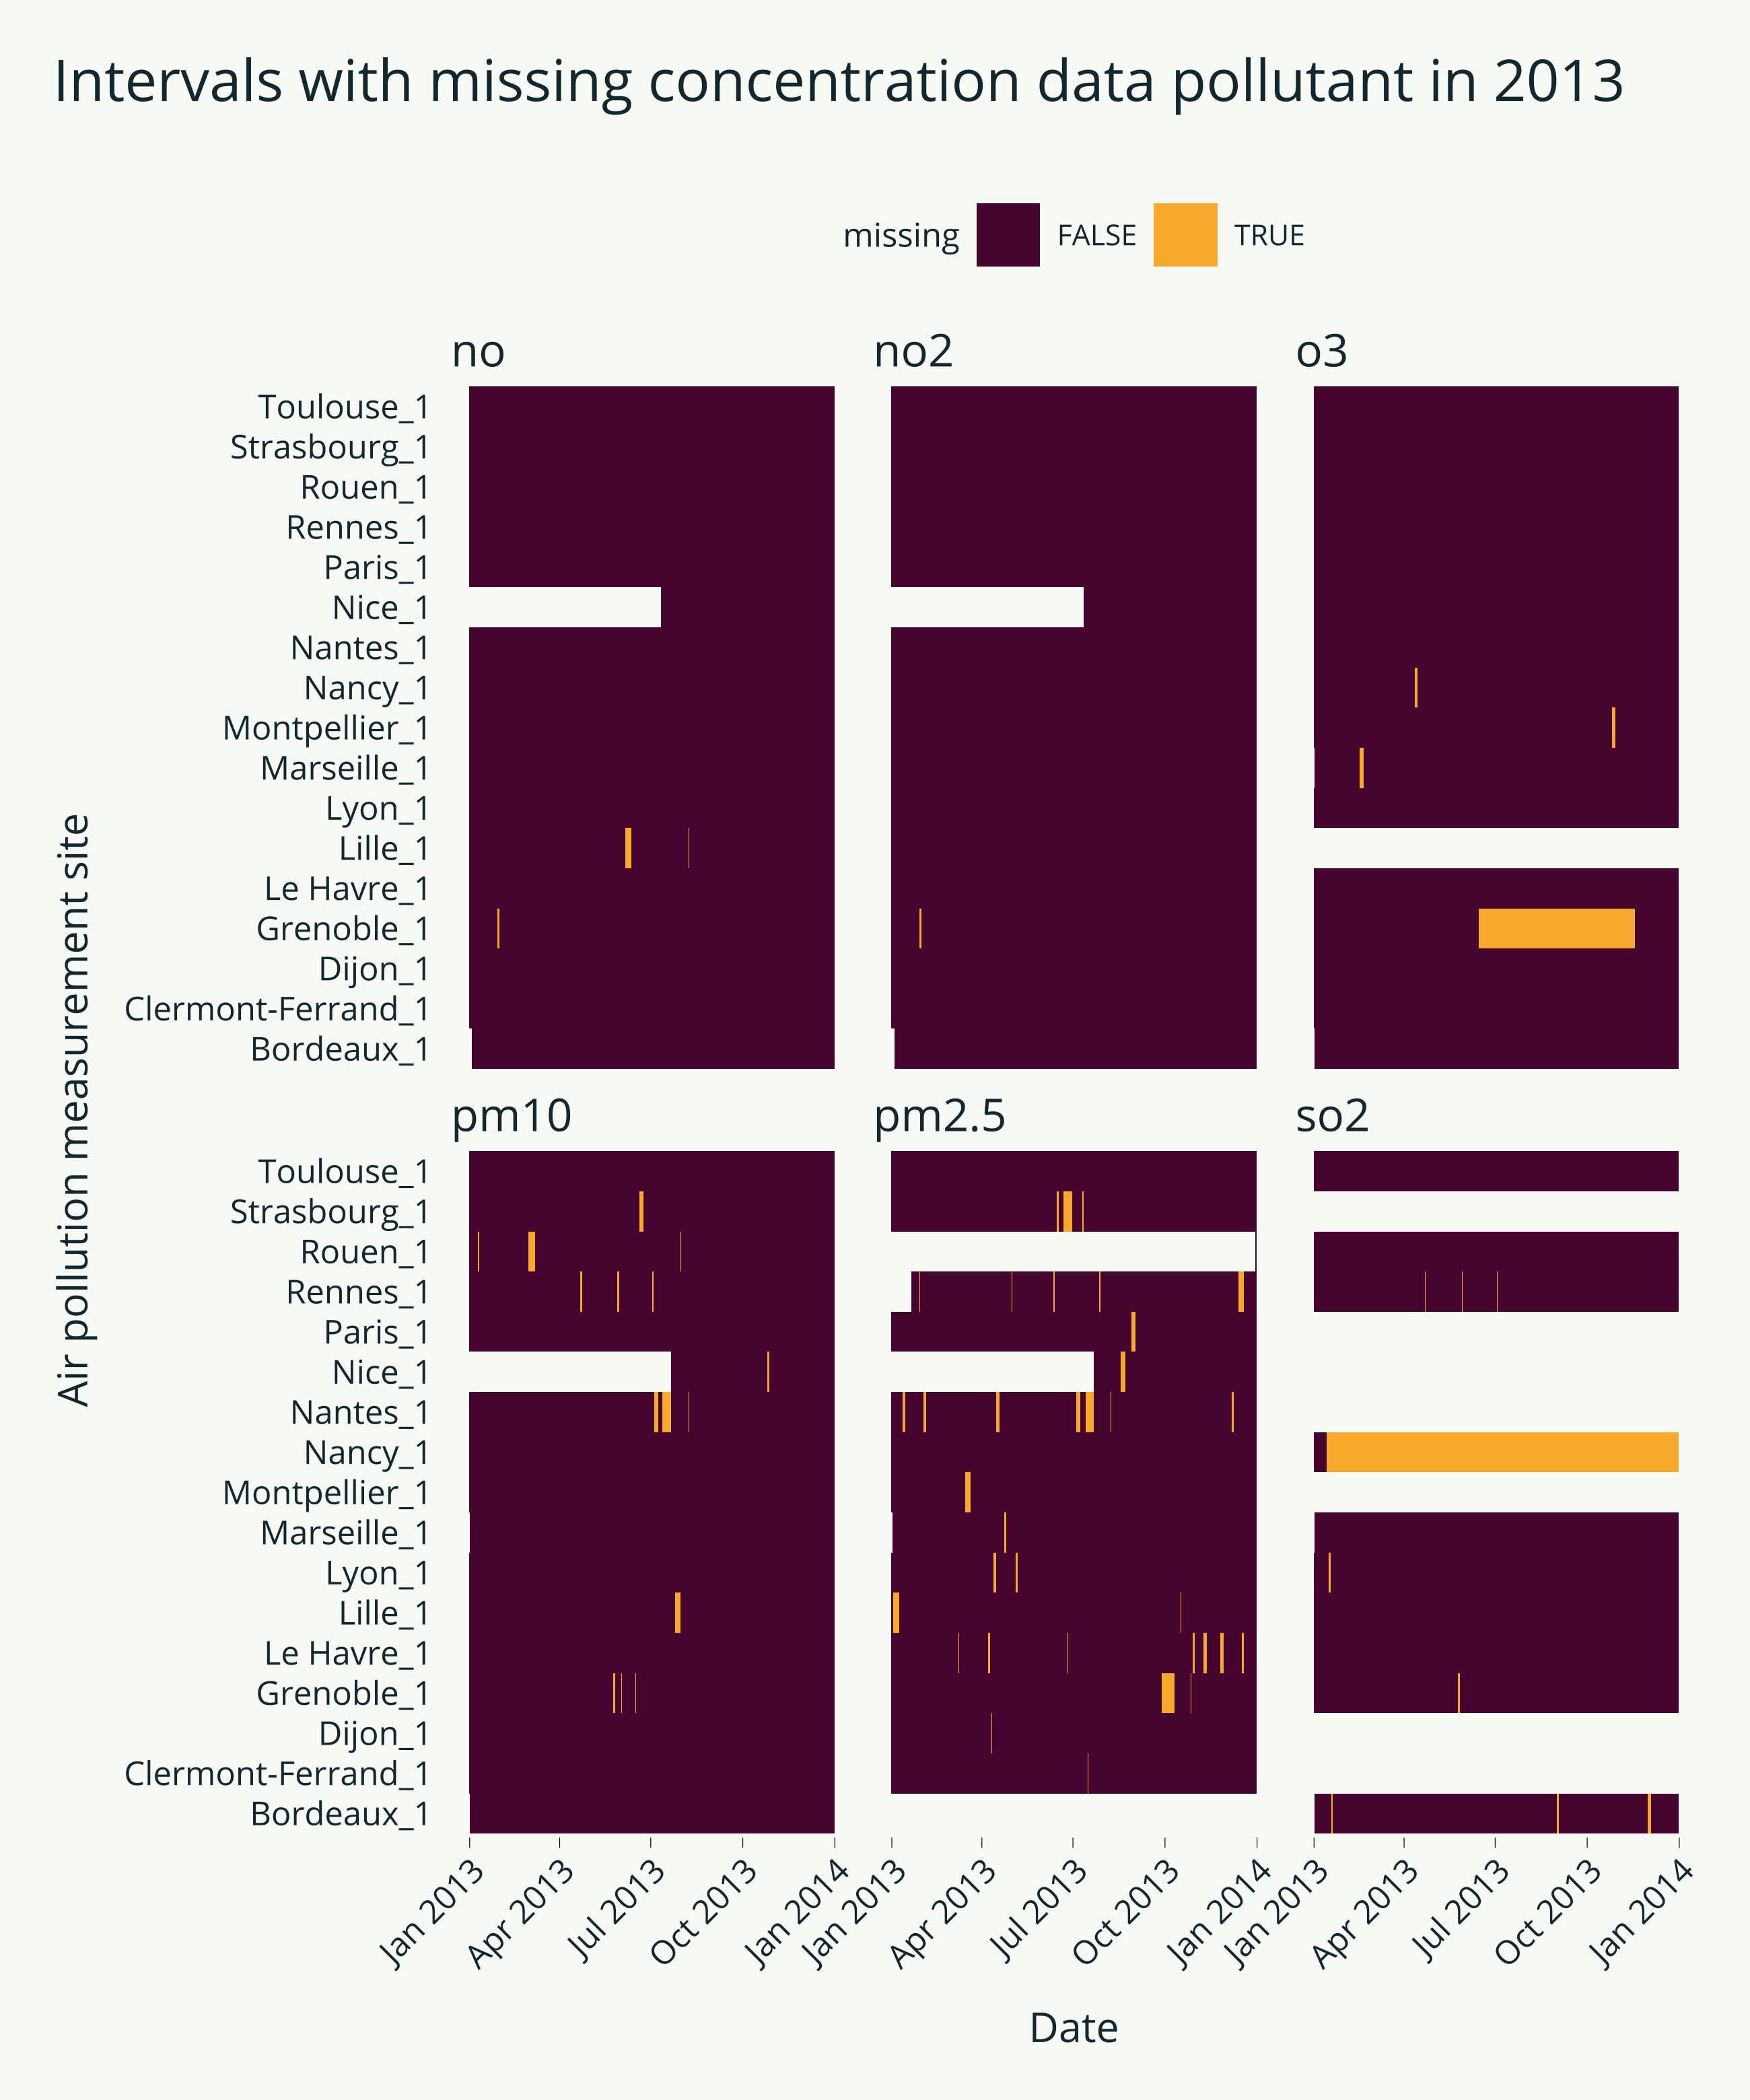 Intervals with missing concentration data pollutant in 2013
missing FALSE TRUE
no no2 o3
Toulouse_1
Strasbourg_1
Rouen_1
Rennes_1
Paris_1
Nice_1
Nantes_1
Nancy_1
Montpellier_1
Marseille_1
Lyon_1
Lille_1
Le Havre_1
Grenoble_1
Dijon_1
Clermont-Ferrand_1
Bordeaux_1
Air pollution measurement site
pm10 pm2.5 so2
Toulouse_1
Strasbourg_1
Rouen_1
Rennes_1
Paris_1
Nice_1
Nantes_1
Nancy_1
Montpellier_1
Marseille_1
Lyon_1
Lille_1
Le Havre_1
Grenoble_1
Dijon_1
Clermont-Ferrand_1
Bordeaux_1
Jan 2013 Apr 2013 Jul 2013 Oct 2013 Jan 2014 Jan 2013 Apr 2013 Jul 2013 Oct 2013 Jan 2014 Jan 2013 Apr 2013 Jul 2013 Oct 2013 Jan 2014
Date